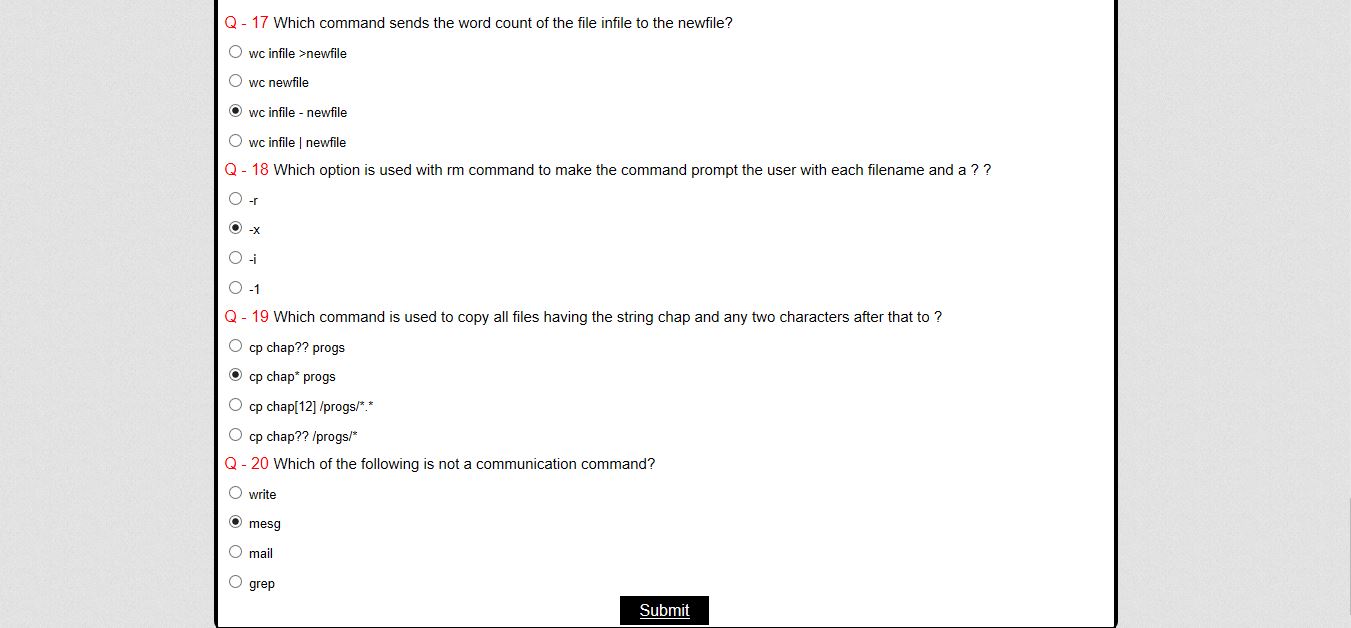 Q - 17 Which command sends the word count of the file infile to the newfile?
wc infile >newfile
wc newfile
wc infile - newfile
wc infile | newfile
Q - 18 Which option is used with rm command to make the command prompt the user with each filename and a ? ?
-r
-x
-i
-1
Q - 19 Which command is used to copy all files having the string chap and any two characters after that to ?
cp chap?? progs
cp chap* progs
cp chap[12] /progs/*.*
cp chap?? /progs/*
Q - 20 Which of the following is not a communication command?
write
mesg
mail
grep
Submit